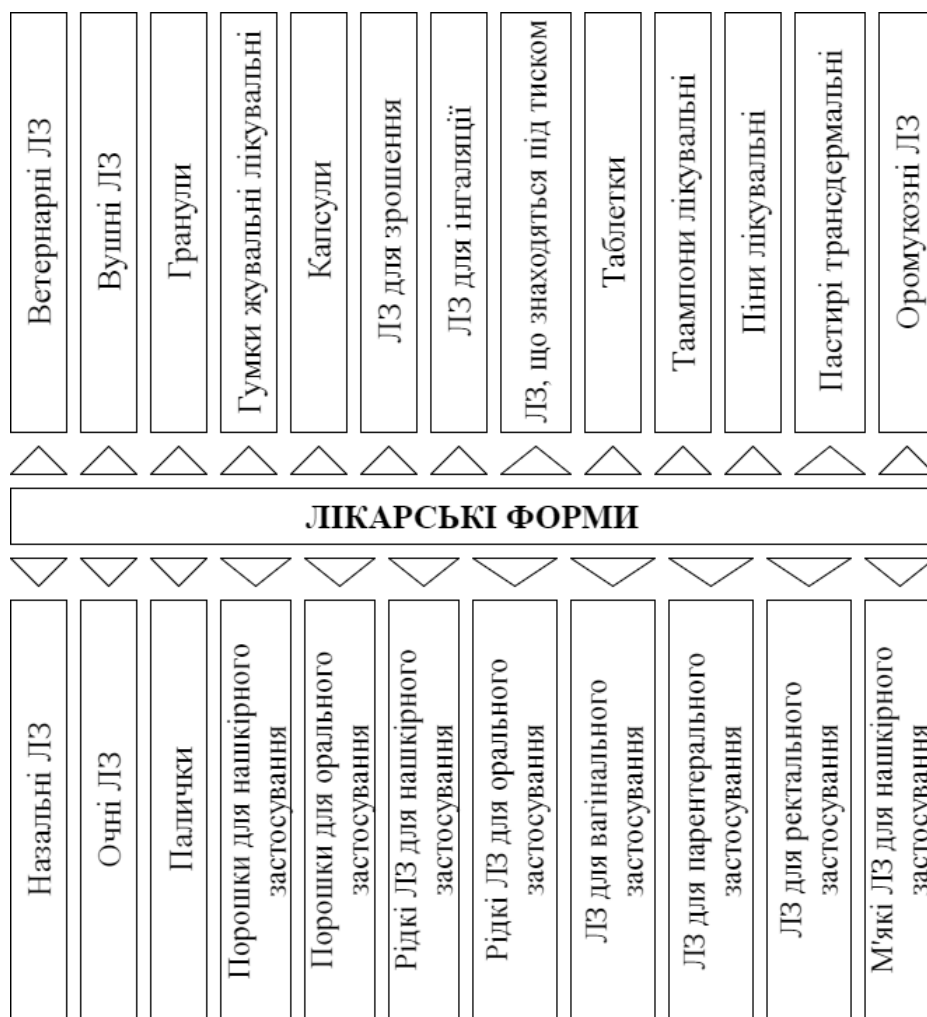 Ветернарні ЛЗ
Вушні ЛЗ
Гранули
Гумки жувальні лікувальні
Капсули
ЛЗ для зрошення
ЛЗ для інгаляції
ЛЗ, що знаходяться під тиском
Таблетки
Таампони лікувальні
Піни лікувальні
Пастирі трансдермальні
Оромукозні ЛЗ
ЛІКАРСЬКІ ФОРМИ
Назальні ЛЗ
Очні ЛЗ
Палички
Порошки для нашкірного
застосування
Порошки для орального
застосування
Рідкі ЛЗ для нашкірного
застосування
Рідкі ЛЗ для орального
застосування
ЛЗ для вагінального
застосування
ЛЗ для парентерального
застосування
ЛЗ для ректального
застосування
М'які ЛЗ для нашкірного
застосування